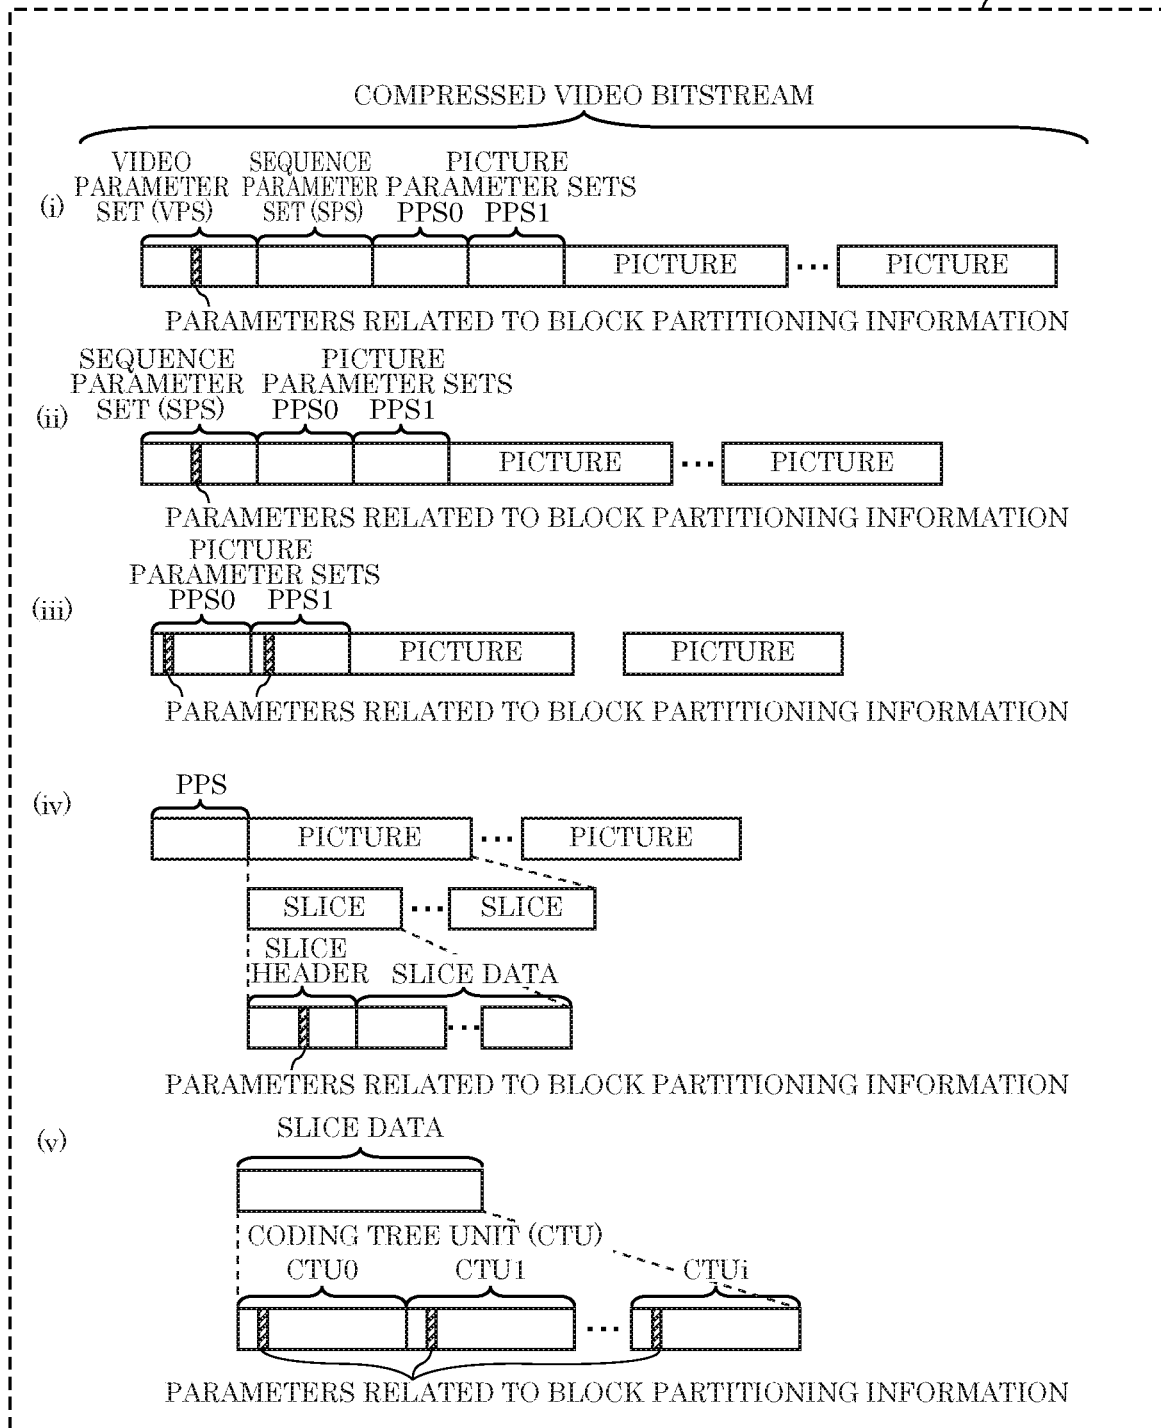 COMPRESSED VIDEO BITSTREAM
VIDEO SEQUENCE PICTURE
PARAMETER PARAMETER PARAMETER SETS
(i) SET (VPS) SET (SPS) PPS0 PPS1
PICTURE ... PICTURE
PARAMETERS RELATED TO BLOCK PARTITIONING INFORMATION
SEQUENCE PICTURE
PARAMETER PARAMETER SETS
(ii) SET (SPS) PPS0 PPS1
PICTURE ... PICTURE
PARAMETERS RELATED TO BLOCK PARTITIONING INFORMATION
PICTURE
PARAMETER SETS
(iii) PPS0 PPS1
PICTURE PICTURE
PARAMETERS RELATED TO BLOCK PARTITIONING INFORMATION
PPS
(iv)
PICTURE ... PICTURE
SLICE ... SLICE
SLICE
HEADER SLICE DATA
...
PARAMETERS RELATED TO BLOCK PARTITIONING INFORMATION
SLICE DATA
(v)
CODING TREE UNIT (CTU)
CTU0 CTU1 CTUi
...
PARAMETERS RELATED TO BLOCK PARTITIONING INFORMATION